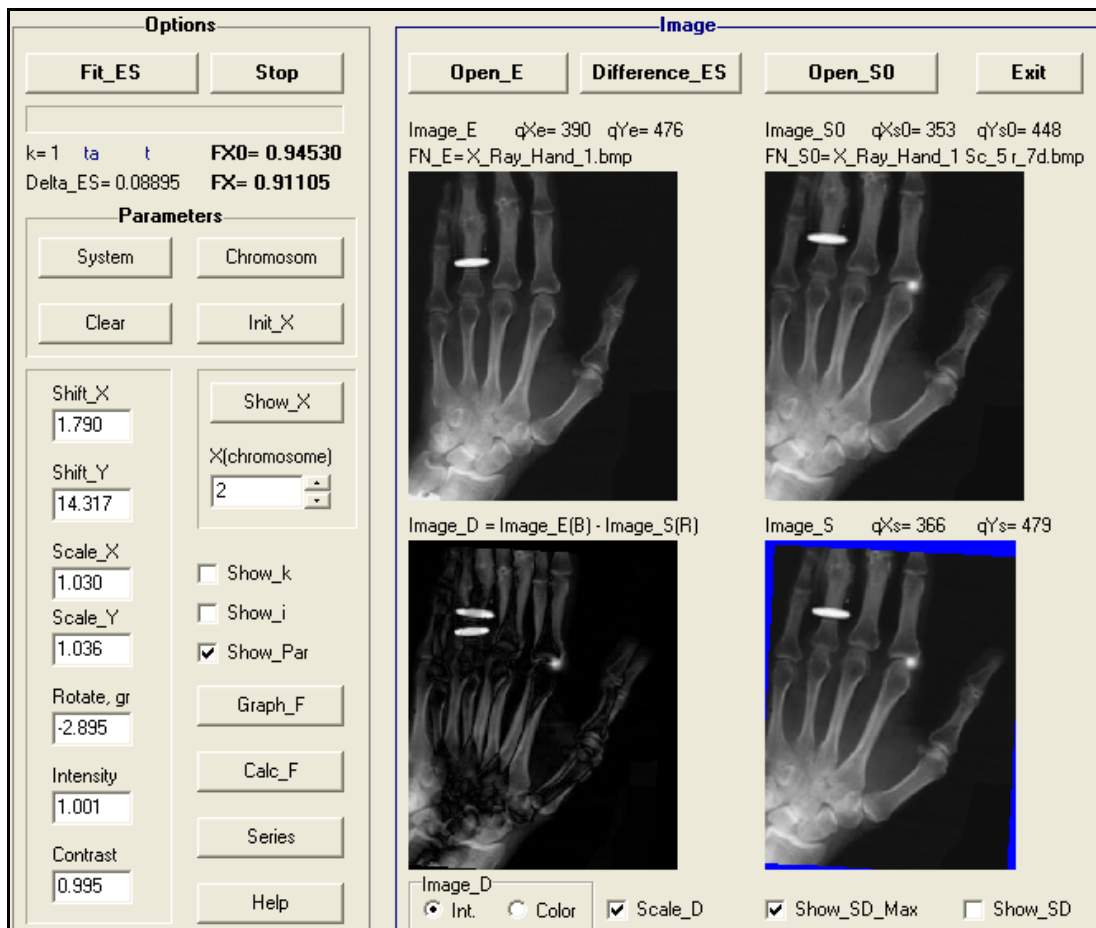 Options
Fit_ES
Stop
k= 1 ta t FX0= 0.94530
Delta_ES= 0.08895 FX= 0.91105
Parameters
System
Chromosom
Clear
Init_X
Shift_X
1.790
Shift_Y
14.317
Scale_X
1.030
Scale_Y
1.036
Rotate, gr
-2.895
Intensity
1.001
Contrast
0.995
Show_X
X(chromosome)
2
Show_k
Show_i
Show_Par
Graph_F
Calc_F
Series
Help
Image
Open_E
Difference_ES
Open_S0
Exit
Image_E qXe= 390 qYe= 476
FN_E= X_Ray_Hand_1.bmp
Image_S0 qXs0= 353 qYs0= 448
FN_S0= X_Ray_Hand_1 Sc_5 r_7d.bmp
Image_D = Image_E(B) - Image_S(R)
Image_S qXs= 366 qYs= 479
Image_D
Int.
Color
Scale_D
Show_SD_Max
Show_SD